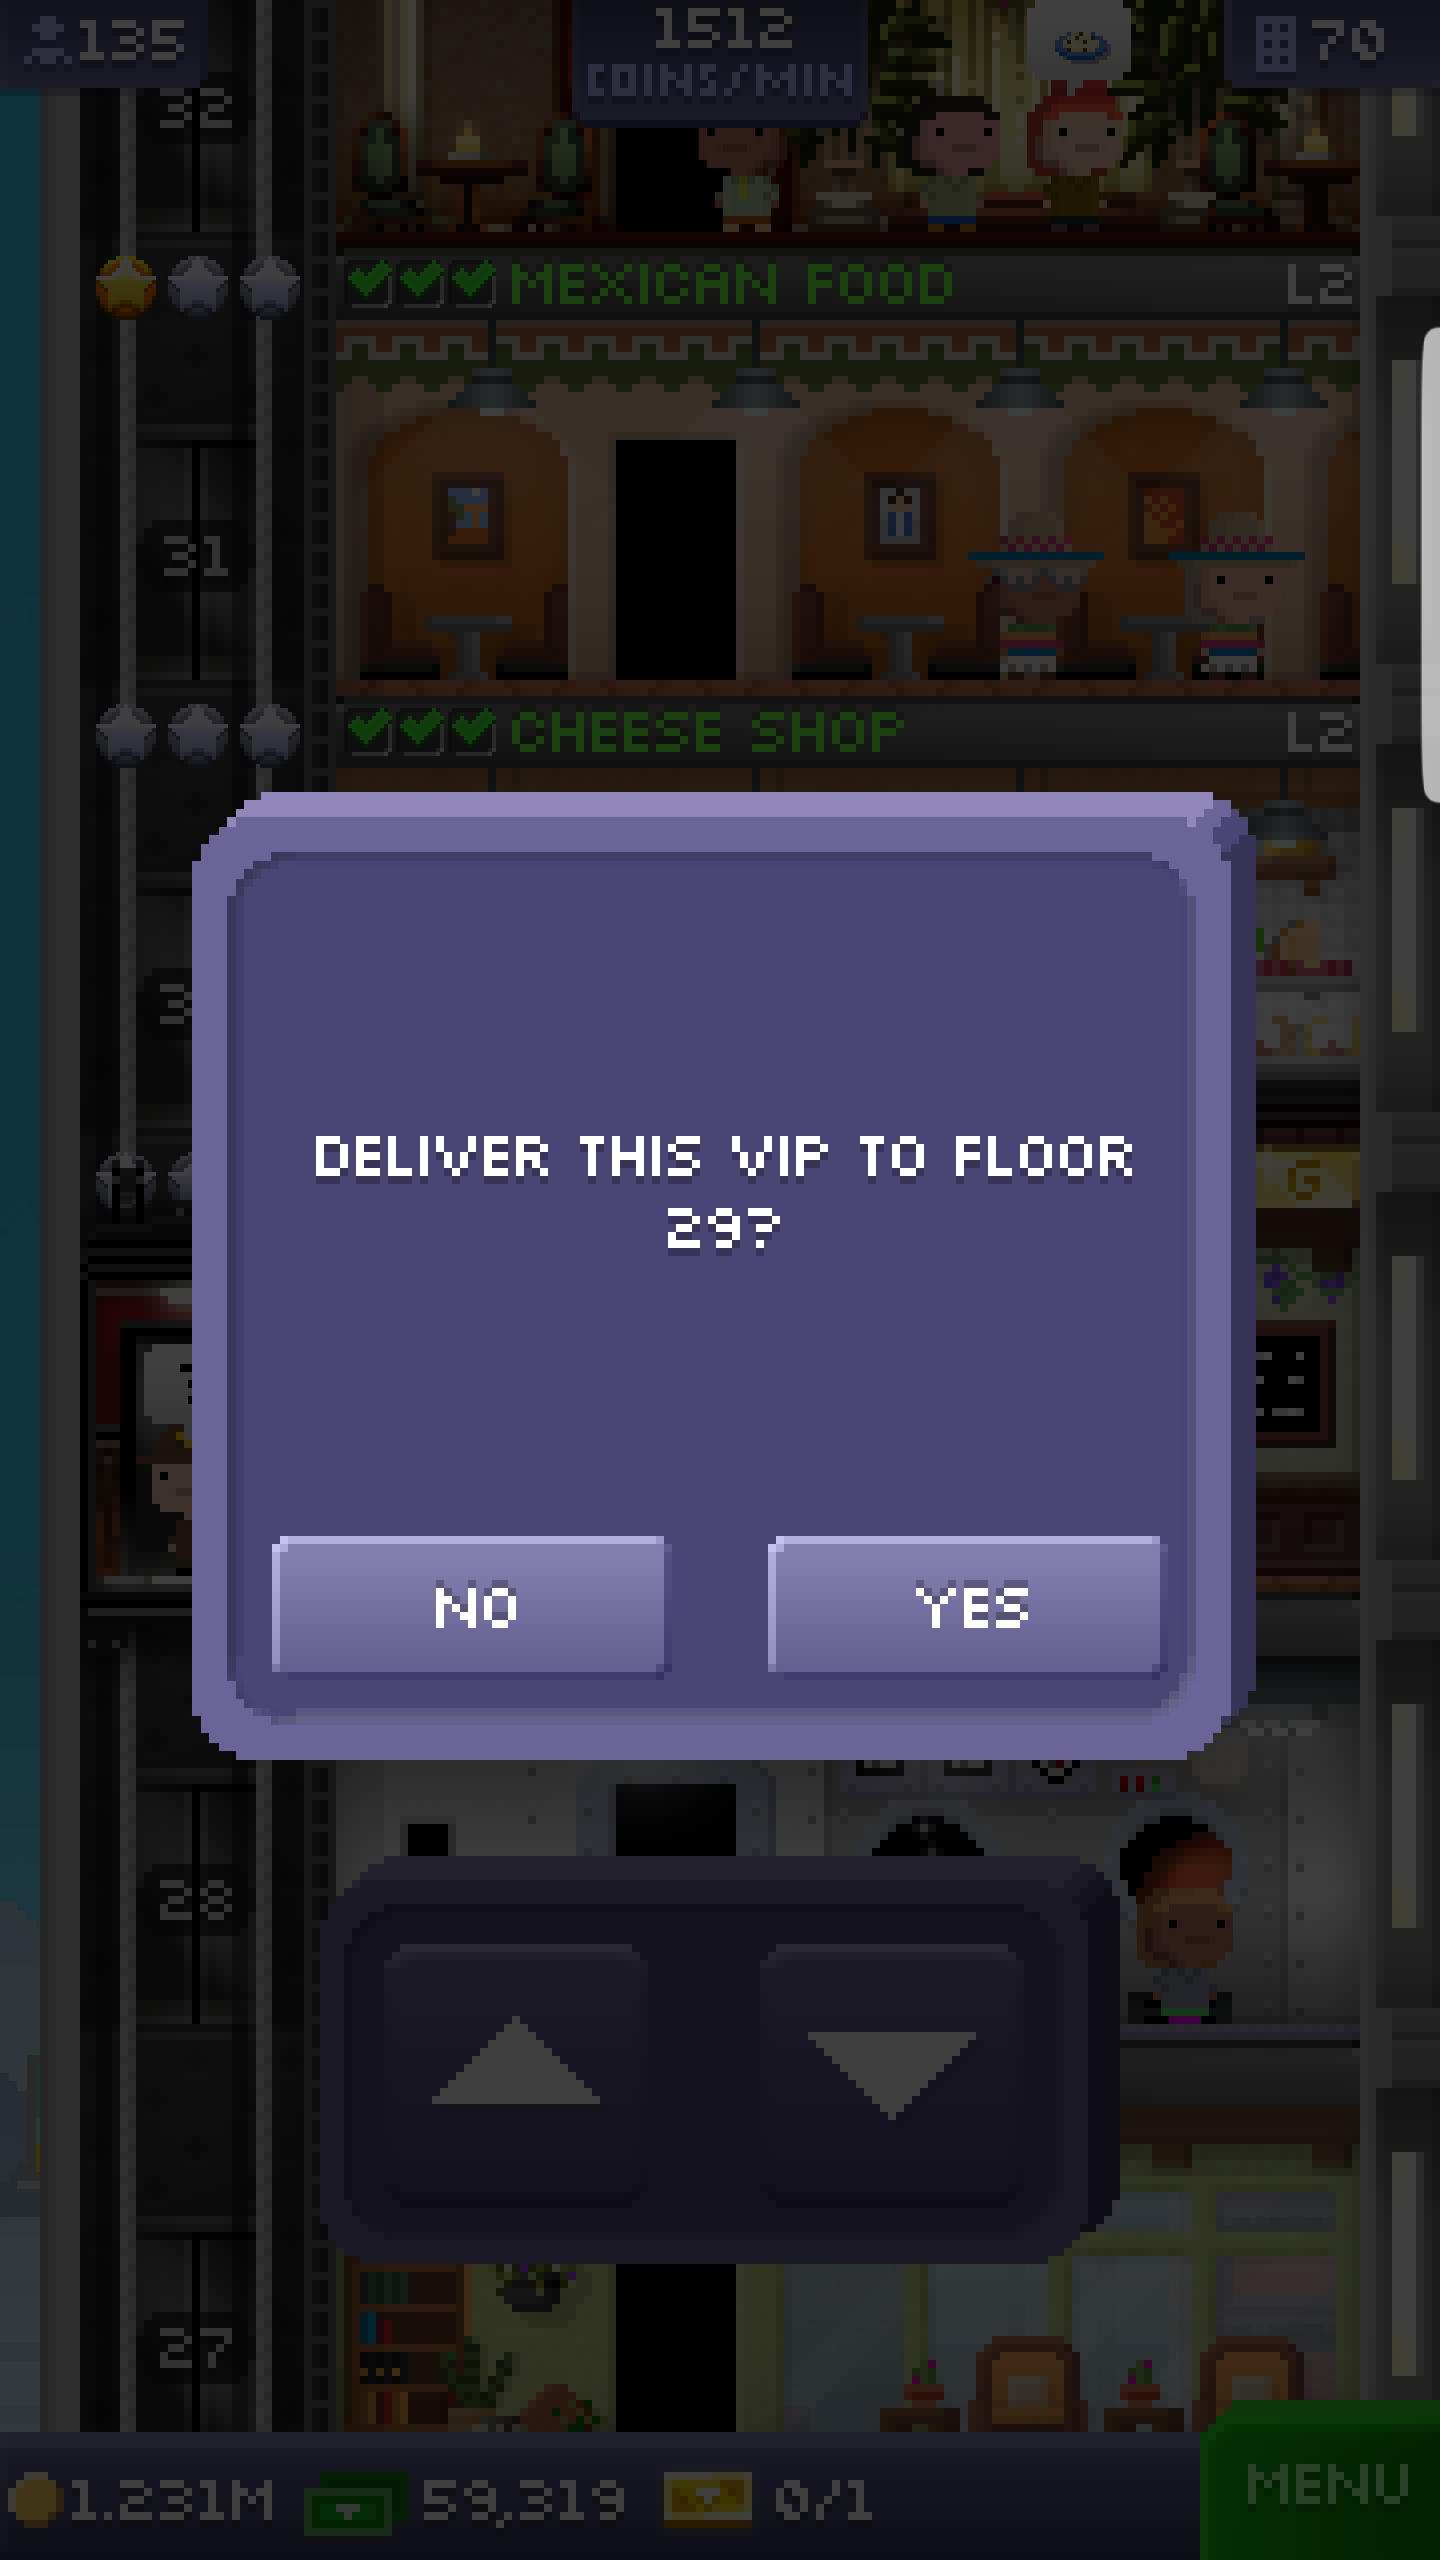 135
1512
COINS/MIN
70
32
MEXICAN FOOD L2
31
CHEESE SHOP L2
3
G
DELIVER THIS VIP TO FLOOR
29?
NO YES
28
27
1.231M 59,319 0/1 MENU